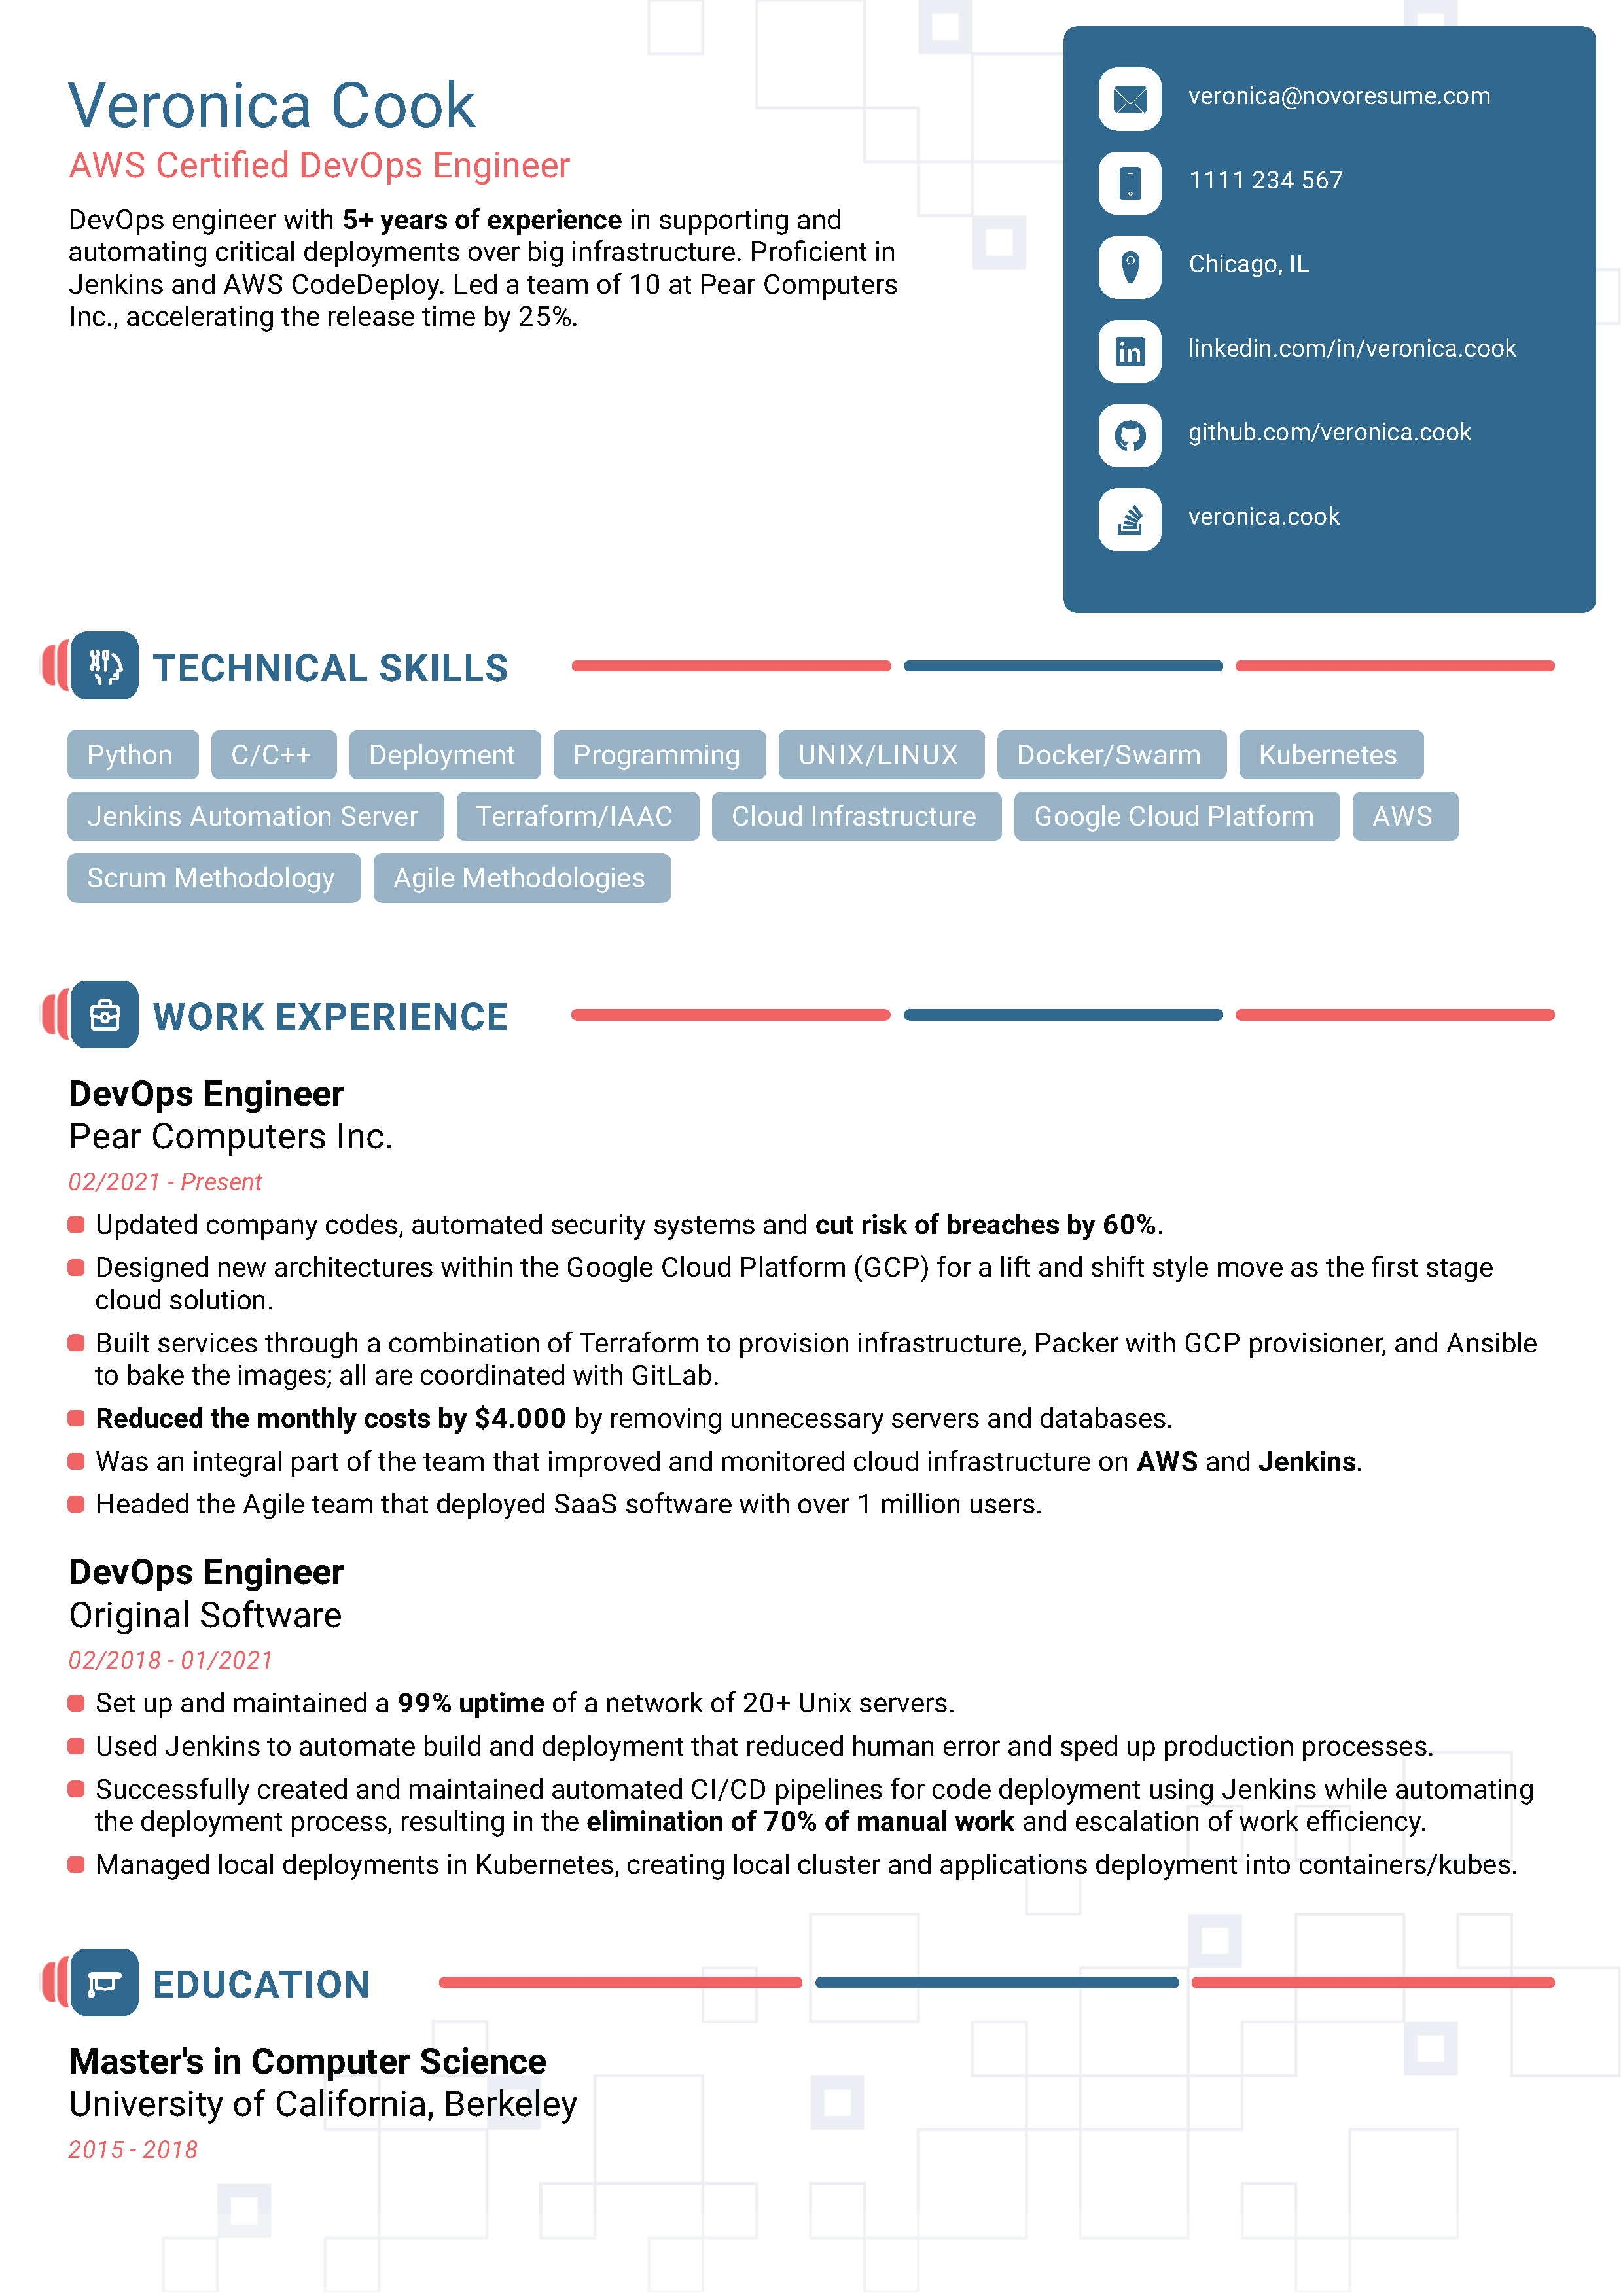 Veronica Cook
AWS Certified DevOps Engineer
DevOps engineer with 5+ years of experience in supporting and
automating critical deployments over big infrastructure. Proficient in
Jenkins and AWS CodeDeploy. Led a team of 10 at Pear Computers
Inc., accelerating the release time by 25%.
veronica@novoresume.com
1111 234 567
Chicago, IL
linkedin.com/in/veronica.cook
github.com/veronica.cook
veronica.cook
TECHNICAL SKILLS
Python C/C++ Deployment Programming UNIX/LINUX Docker/Swarm Kubernetes
Jenkins Automation Server Terraform/IAAC Cloud Infrastructure Google Cloud Platform AWS
Scrum Methodology Agile Methodologies
WORK EXPERIENCE
DevOps Engineer
Pear Computers Inc.
02/2021 - Present
Updated company codes, automated security systems and cut risk of breaches by 60%.
Designed new architectures within the Google Cloud Platform (GCP) for a lift and shift style move as the first stage
cloud solution.
Built services through a combination of Terraform to provision infrastructure, Packer with GCP provisioner, and Ansible
to bake the images; all are coordinated with GitLab.
Reduced the monthly costs by $4.000 by removing unnecessary servers and databases.
Was an integral part of the team that improved and monitored cloud infrastructure on AWS and Jenkins.
Headed the Agile team that deployed SaaS software with over 1 million users.
DevOps Engineer
Original Software
02/2018 - 01/2021
Set up and maintained a 99% uptime of a network of 20+ Unix servers.
Used Jenkins to automate build and deployment that reduced human error and sped up production processes.
Successfully created and maintained automated CI/CD pipelines for code deployment using Jenkins while automating
the deployment process, resulting in the elimination of 70% of manual work and escalation of work efficiency.
Managed local deployments in Kubernetes, creating local cluster and applications deployment into containers/kubes.
EDUCATION
Master's in Computer Science
University of California, Berkeley
2015 - 2018